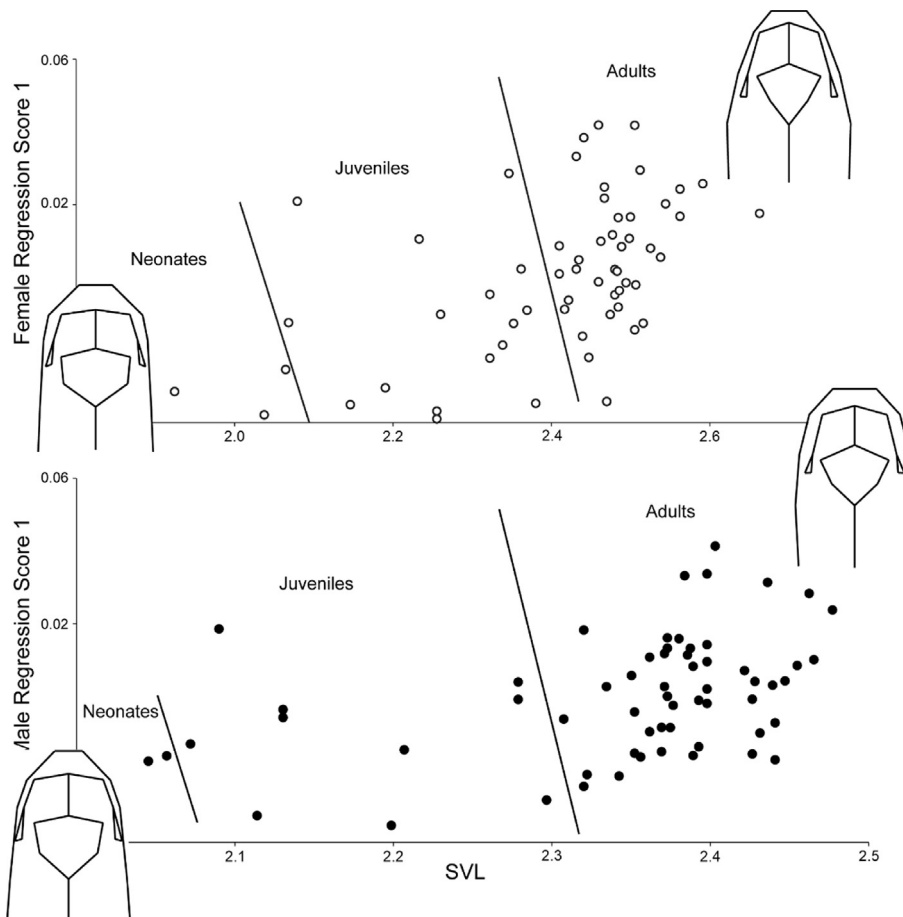 0.06
Adults
Female Regression Score 1
Juveniles
0.02
Neonates
2.0
2.2
2.4
2.6
0.06
Adults
Male Regression Score 1
Juveniles
0.02
Neonates
2.1
2.2
2.3
2.4
2.5
SVL